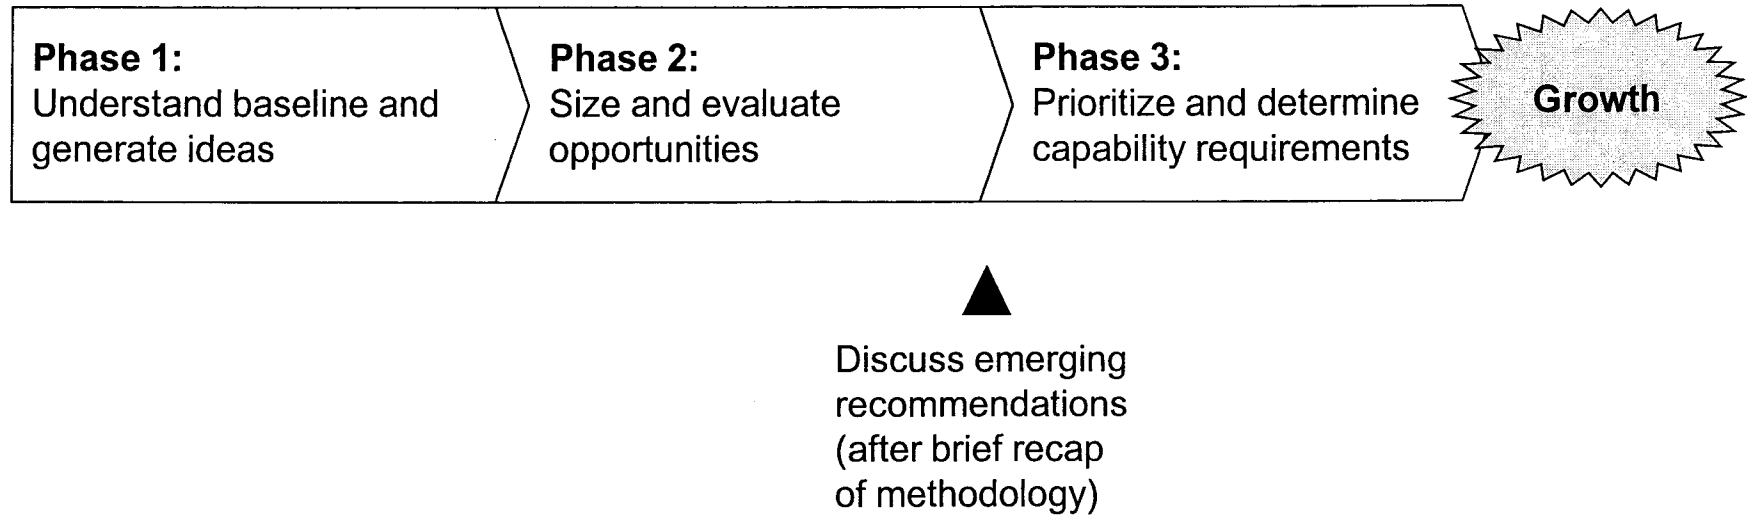 Phase 1:
Understand baseline and
generate ideas
Phase 2:
Size and evaluate
opportunities
Phase 3:
Prioritize and determine
capability requirements
Growth
Discuss emerging
recommendations
(after brief recap
of methodology)